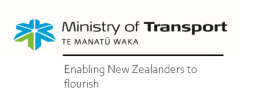 Ministry of Transport
TE MANATŪ WAKA
Enabling New Zealanders to
flourish